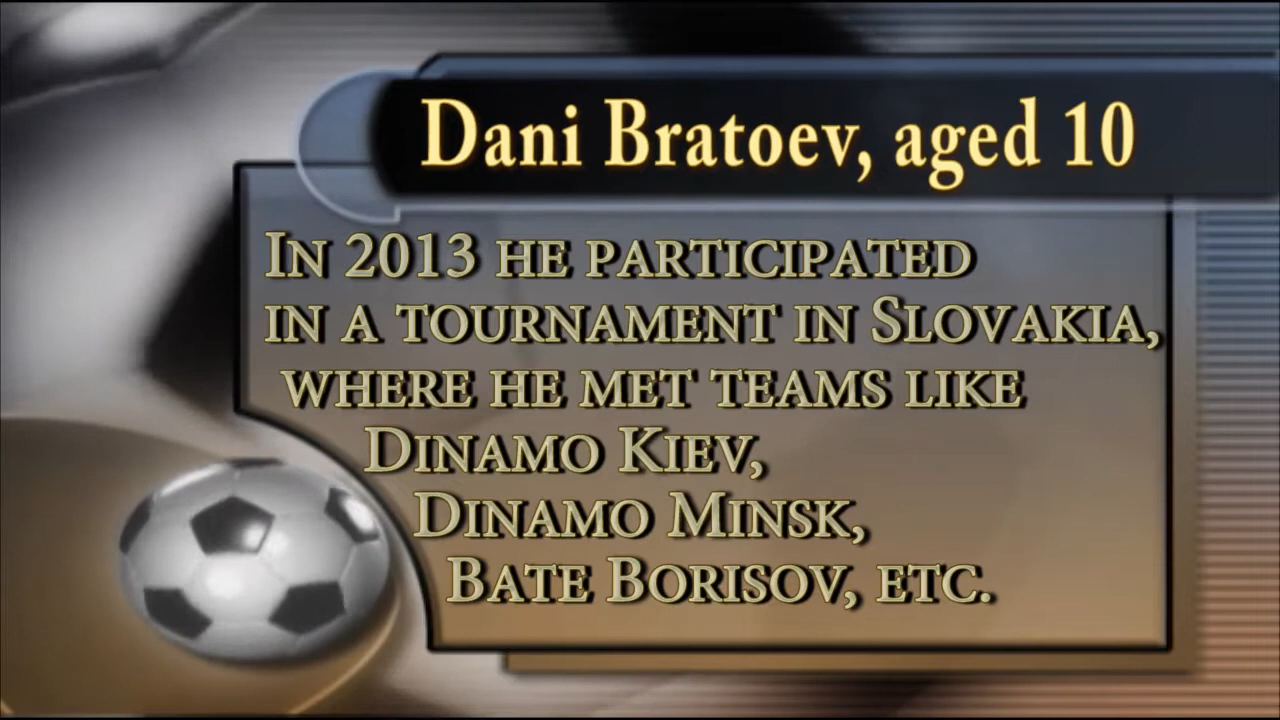 Dani Bratoev, aged 10
In 2013 he participated
in a tournament in Slovakia,
where he met teams like
Dinamo Kiev,
Dinamo Minsk,
Bate Borisov, etc.